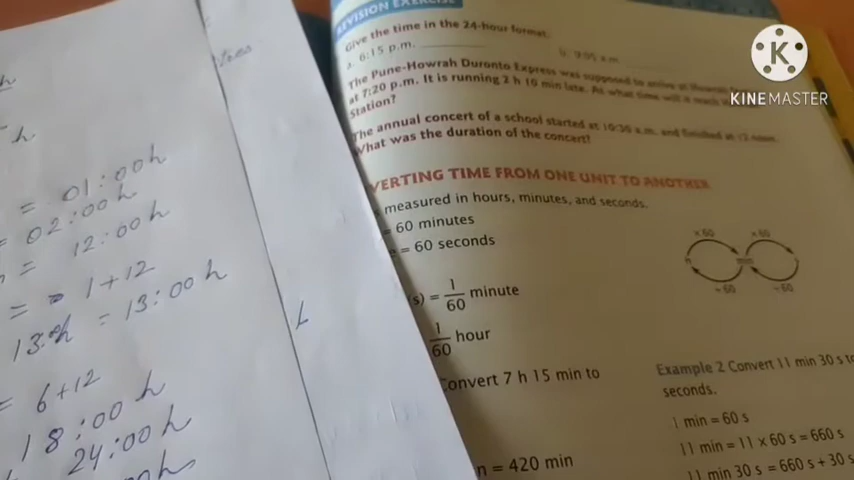 h
h
= 01:00h
= 02:00h
= 12:00h
= 1+12
13:00h = 13:00h
= 6+12
18:00h
24:00h
REVISION EXERCISE
Give the time in the 24-hour format.
a. 6:15 p.m. b. 9:05 a.m.
The Pune-Howrah Duronto Express was supposed to arrive at Howrah
at 7:20 p.m. It is running 2 h 10 min late. At what time will it reach
Station?
The annual concert of a school started at 10:30 a.m. and finished at 12 noon.
What was the duration of the concert?
VERTING TIME FROM ONE UNIT TO ANOTHER
measured in hours, minutes, and seconds.
= 60 minutes
= 60 seconds
×60 ×60
h min s
÷60 ÷60
(s) = 1/60 minute
1/60 hour
Convert 7 h 15 min to
n = 420 min
Example 2 Convert 11 min 30 s to
seconds.
1 min = 60 s
11 min = 11 × 60 s = 660 s
11 min 30 s = 660 s + 30 s
KINEMASTER